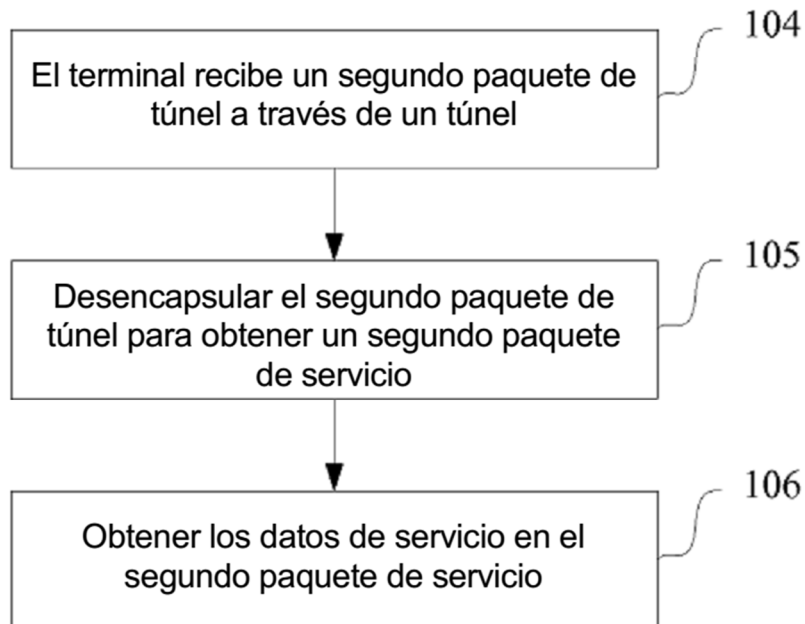 104
El terminal recibe un segundo paquete de
túnel a través de un túnel
105
Desencapsular el segundo paquete de
túnel para obtener un segundo paquete
de servicio
106
Obtener los datos de servicio en el
segundo paquete de servicio